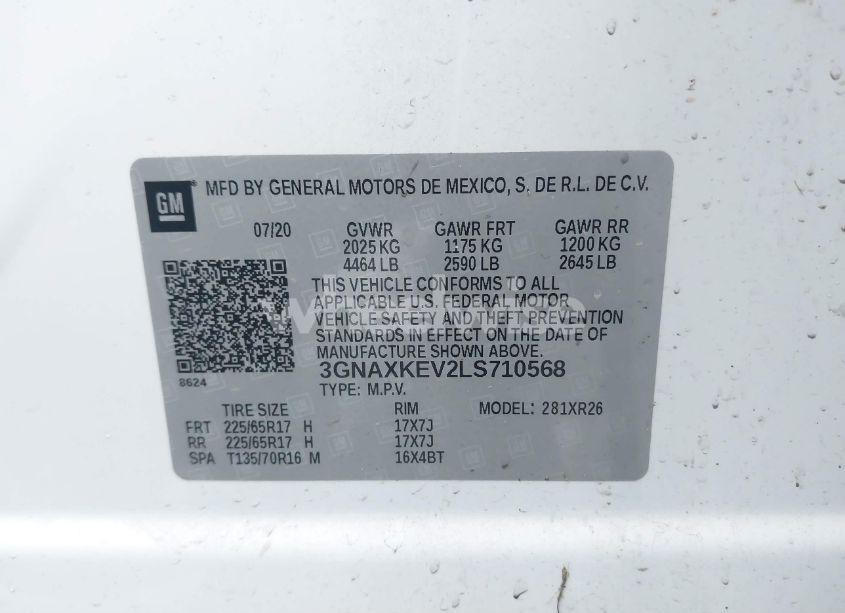 GM MFD BY GENERAL MOTORS DE MEXICO, S. DE R.L. DE C.V.
07/20 GVWR GAWR FRT GAWR RR
2025 KG 1175 KG 1200 KG
4464 LB 2590 LB 2645 LB
THIS VEHICLE CONFORMS TO ALL
APPLICABLE U.S. FEDERAL MOTOR
VEHICLE SAFETY AND THEFT PREVENTION
STANDARDS IN EFFECT ON THE DATE OF
MANUFACTURE SHOWN ABOVE.
3GNAXKEV2LS710568
8624
TYPE: M.P.V.
TIRE SIZE RIM MODEL: 281XR26
FRT 225/65R17 H 17X7J
RR 225/65R17 H 17X7J
SPA T135/70R16 M 16X4BT